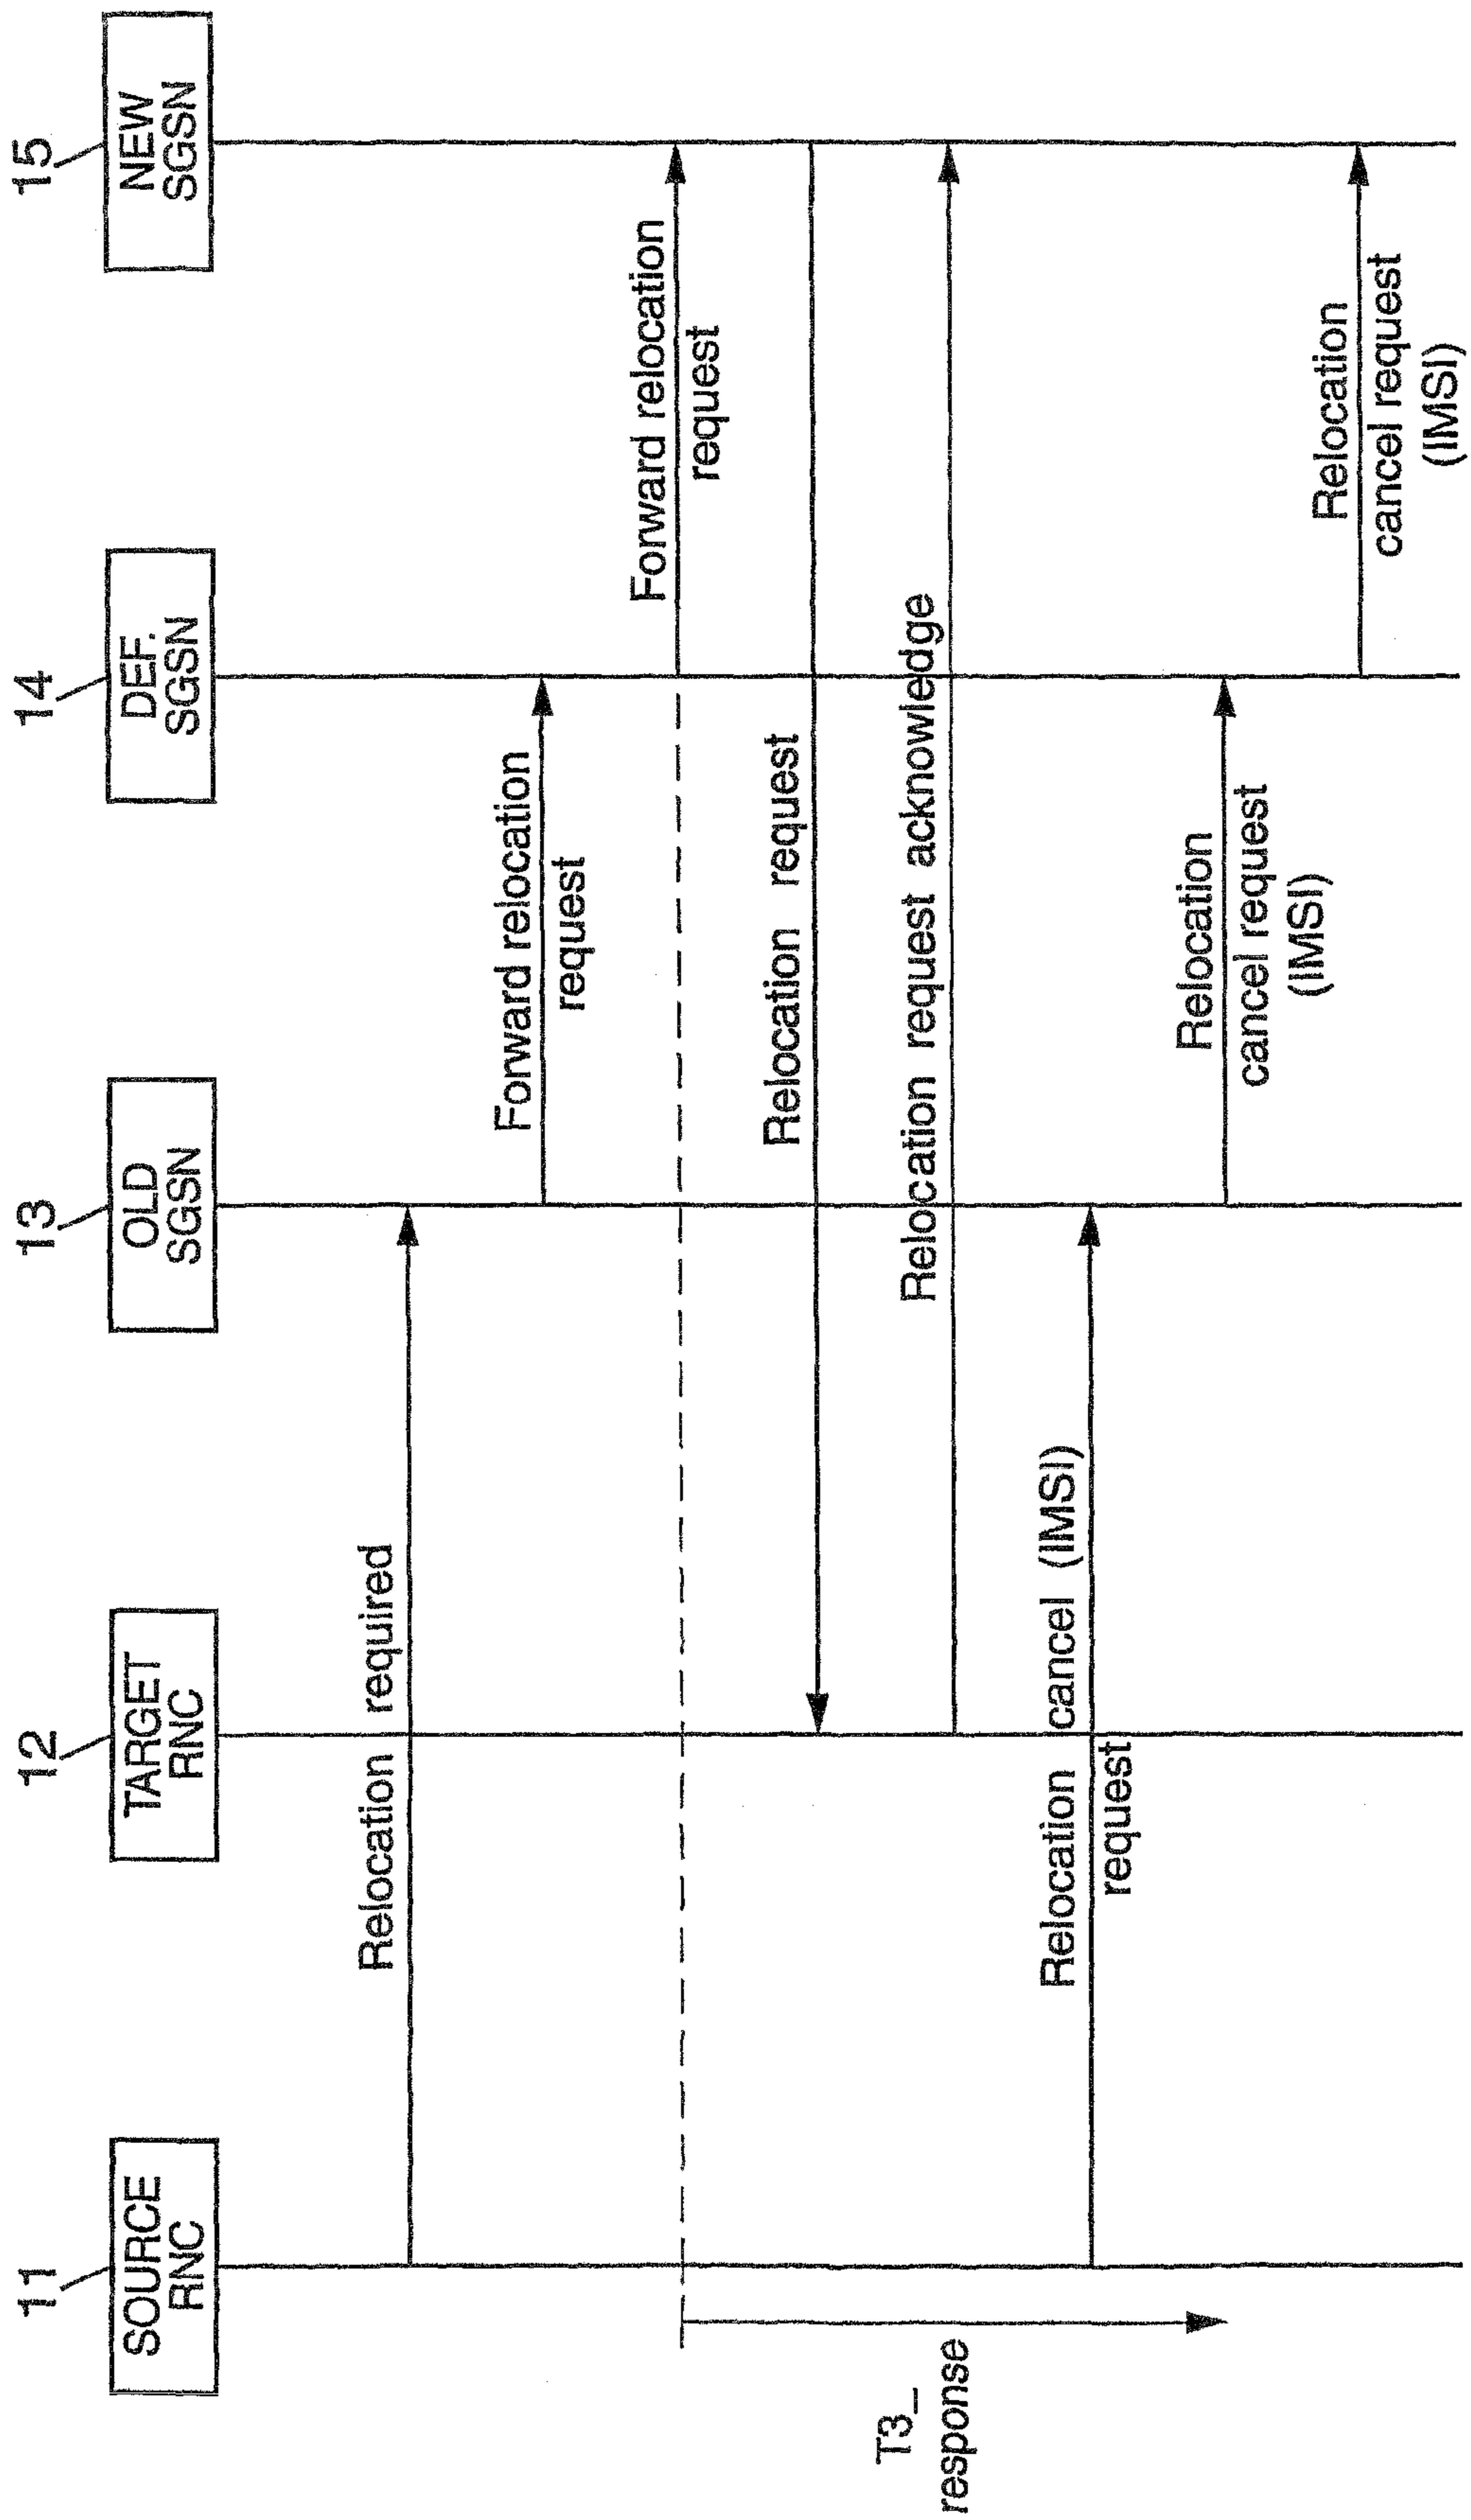 11
SOURCE
RNC
12
TARGET
RNC
13
OLD
SGSN
14
DEF.
SGSN
15
NEW
SGSN
Relocation required
Forward relocation
request
Forward relocation
request
Relocation request
Relocation request acknowledge
T3_
response
Relocation cancel (IMSI)
request
Relocation
cancel request
(IMSI)
Relocation
cancel request
(IMSI)